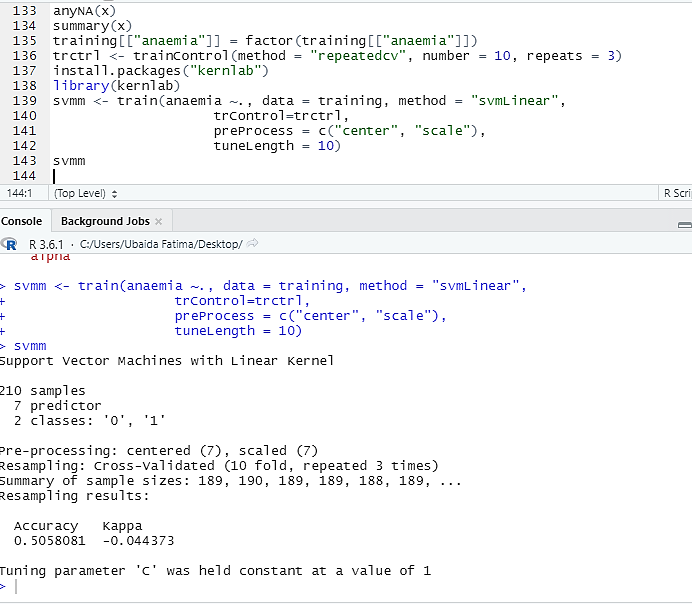 133 anyNA(x)
134 summary(x)
135 training[["anaemia"]] = factor(training[["anaemia"]])
136 trctrl <- trainControl(method = "repeatedcv", number = 10, repeats = 3)
137 install.packages("kernlab")
138 library(kernlab)
139 svmm <- train(anaemia ~., data = training, method = "svmLinear",
140 trControl=trctrl,
141 preProcess = c("center", "scale"),
142 tuneLength = 10)
143 svmm
144
144:1 (Top Level) R Scri
Console Background Jobs
R R 3.6.1 · C:/Users/Ubaida Fatima/Desktop/
alpha
> svmm <- train(anaemia ~., data = training, method = "svmLinear",
+ trControl=trctrl,
+ preProcess = c("center", "scale"),
+ tuneLength = 10)
> svmm
Support Vector Machines with Linear Kernel
210 samples
7 predictor
2 classes: '0', '1'
Pre-processing: centered (7), scaled (7)
Resampling: Cross-Validated (10 fold, repeated 3 times)
Summary of sample sizes: 189, 190, 189, 189, 188, 189, ...
Resampling results:
Accuracy Kappa
0.5058081 -0.044373
Tuning parameter 'C' was held constant at a value of 1
>